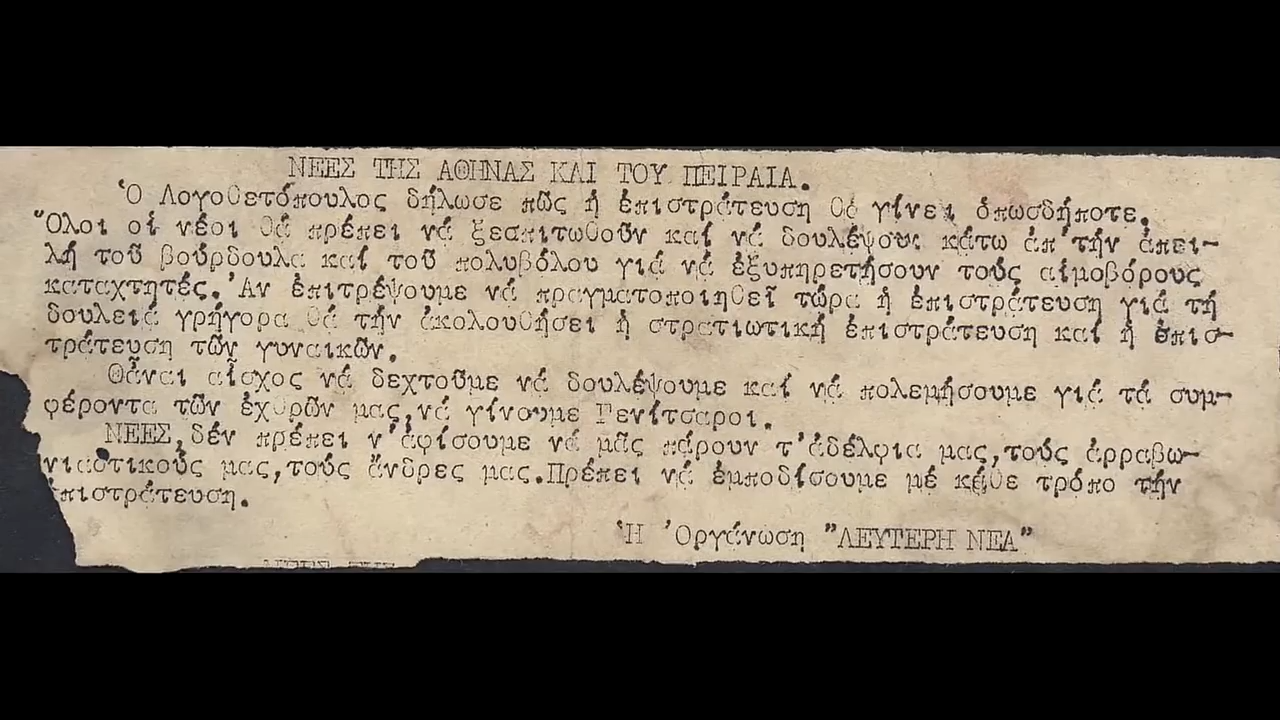 ΝΕΕΣ ΤΗΣ ΑΘΗΝΑΣ ΚΑΙ ΤΟΥ ΠΕΙΡΑΙΑ.
Ὁ Λογοθετόπουλος δήλωσε πῶς ἡ ἐπιστράτευση θά γίνει ὁπωσδήποτε.
Ὅλοι οἱ νέοι θά πρέπει νά ξεσπιτωθοῦν καί νά δουλέψουν κάτω ἀπ'τήν ἀπει-
λή τοῦ βούρδουλα καί τοῦ πολυβόλου γιά νά ἐξυπηρετήσουν τούς αἱμοβόρους
καταχτητές.Ἄν ἐπιτρέψουμε νά πραγματοποιηθεῖ τώρα ἡ ἐπιστράτευση γιά τή
δουλειά γρήγορα θά τήν ἀκολουθήσει ἡ στρατιωτική ἐπιστράτευση καί ἡ ἐπισ-
τράτευση τῶν γυναικῶν.
Θἆναι αἶσχος νά δεχτοῦμε νά δουλέψουμε καί νά πολεμήσουμε γιά τά συμ-
φέροντα τῶν ἐχθρῶν μας,νά γίνουμε Γενίτσαροι.
ΝΕΕΣ,δέν πρέπει ν'ἀφίσουμε νά μᾶς πάρουν τ'ἀδέλφια μας,τούς ἀρραβω-
νιαστικούς μας,τούς ἄνδρες μας.Πρέπει νά ἐμποδίσουμε μέ κάθε τρόπο τήν
ἐπιστράτευση.
Ἡ Ὀργάνωση "ΛΕΥΤΕΡΗ ΝΕΑ"